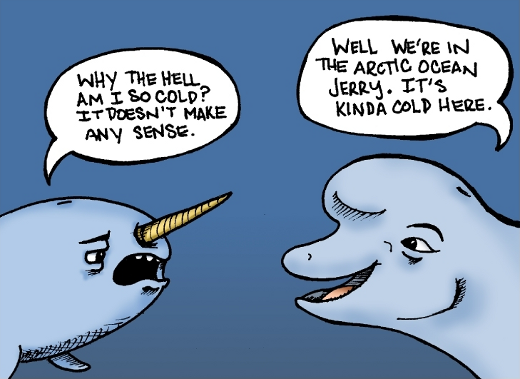 WHY THE HELL
AM I SO COLD?
IT DOESN'T MAKE
ANY SENSE.
WELL WE'RE IN
THE ARCTIC OCEAN
JERRY. IT'S
KINDA COLD HERE.